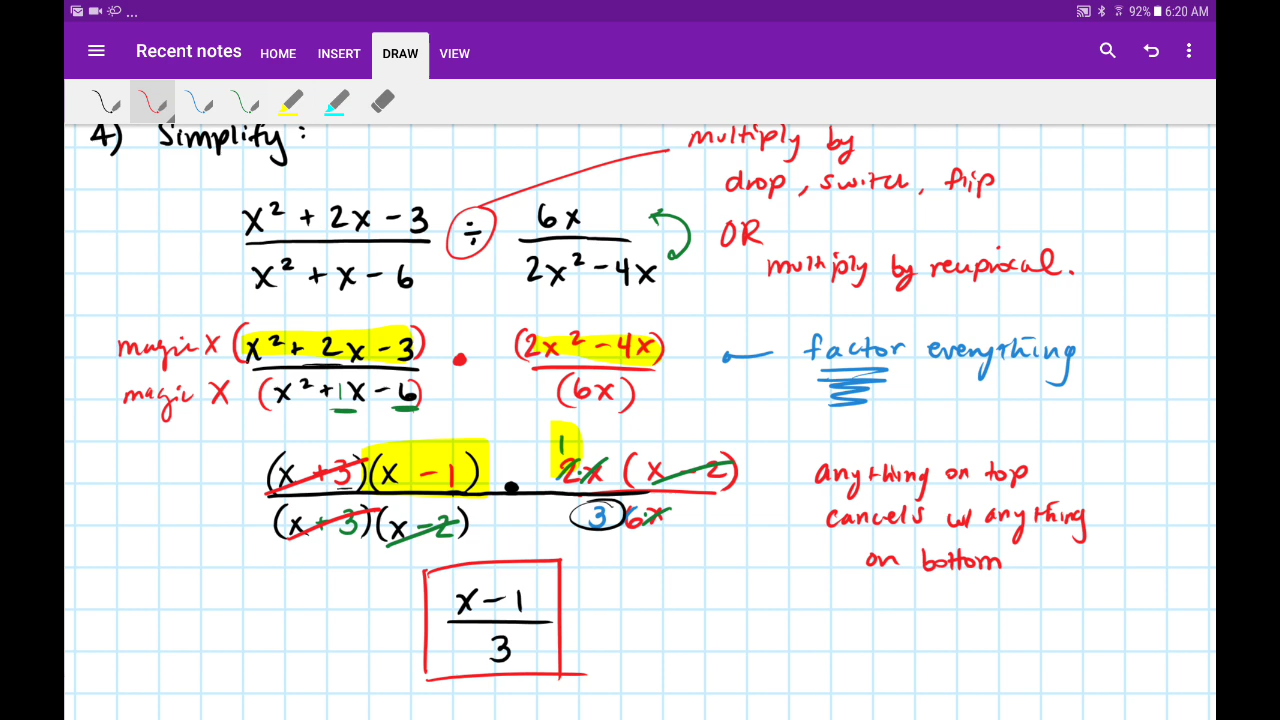 ... 92% 6:20 AM
Recent notes HOME INSERT DRAW VIEW
4) Simplify :
multiply by
drop, switch, flip
OR
multiply by reciprocal.
x² + 2x - 3 ÷ 6x
x² + x - 6 2x² - 4x
magic X (x² + 2x - 3) • (2x² - 4x)
magic X (x² + 1x - 6) (6x)
← factor everything
1
(x + 3)(x - 1) • 2x (x - 2)
(x + 3)(x - 2) 3 6x
anything on top
cancels w/ anything
on bottom
x - 1
3